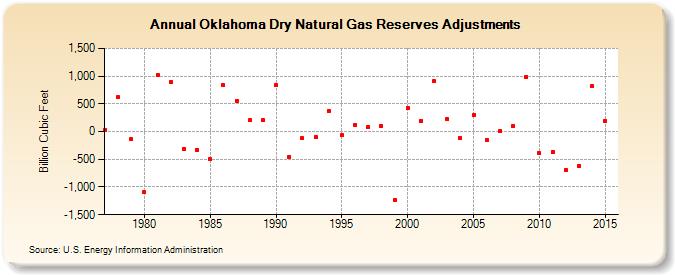 Annual Oklahoma Dry Natural Gas Reserves Adjustments
Billion Cubic Feet
1,500
1,000
500
0
-500
-1,000
-1,500
1980 1985 1990 1995 2000 2005 2010 2015
Source: U.S. Energy Information Administration